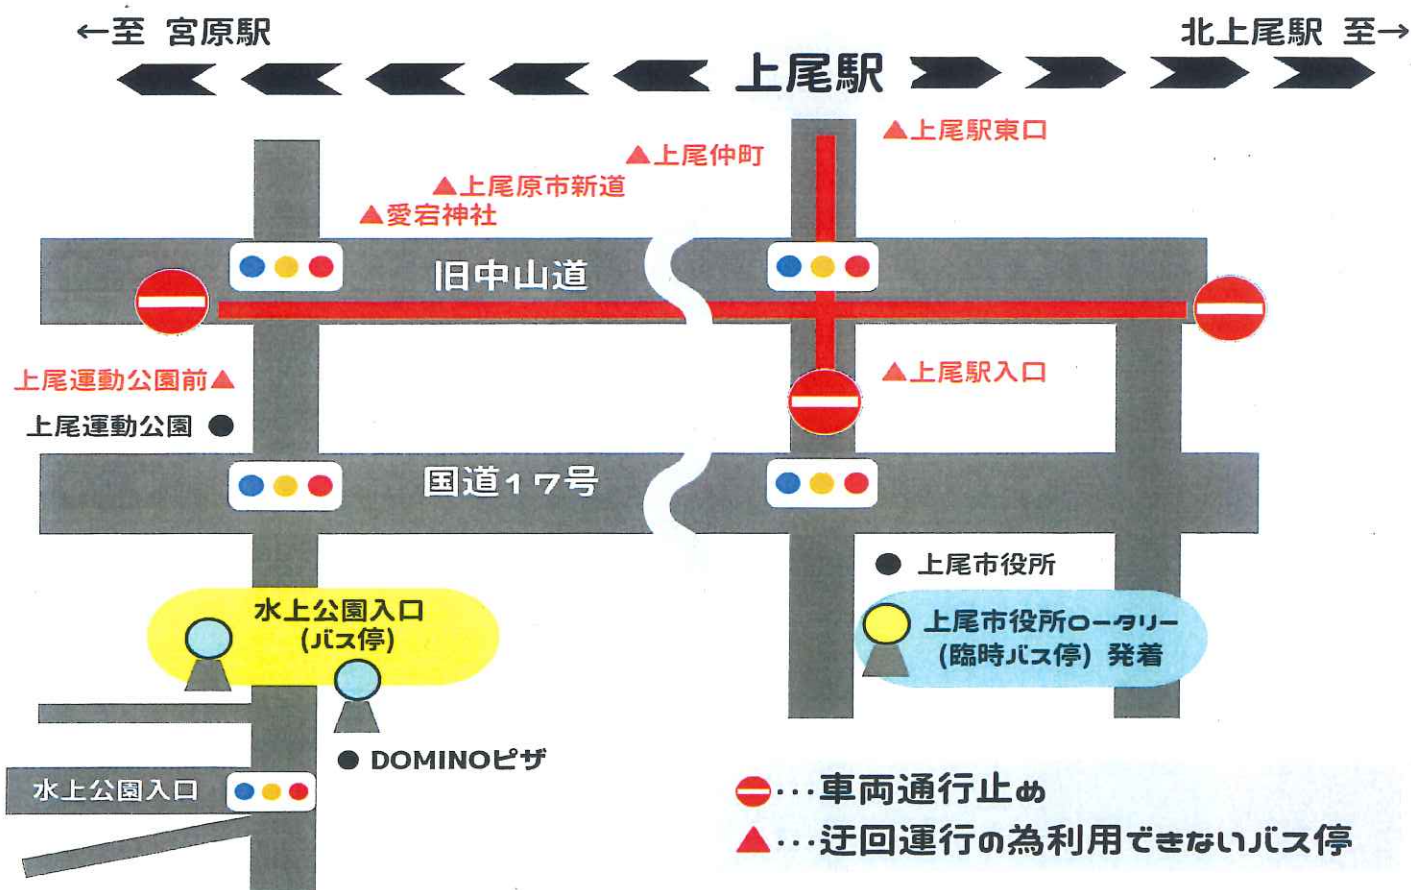 ←至 宮原駅
北上尾駅 至→
上尾駅
▲上尾駅東口
▲上尾仲町
▲上尾原市新道
▲愛宕神社
旧中山道
上尾運動公園前▲
▲上尾駅入口
上尾運動公園 ●
国道17号
● 上尾市役所
水上公園入口
(バス停)
上尾市役所ロータリー
(臨時バス停) 発着
● DOMINOピザ
水上公園入口
…車両通行止め
▲…迂回運行の為利用できないバス停